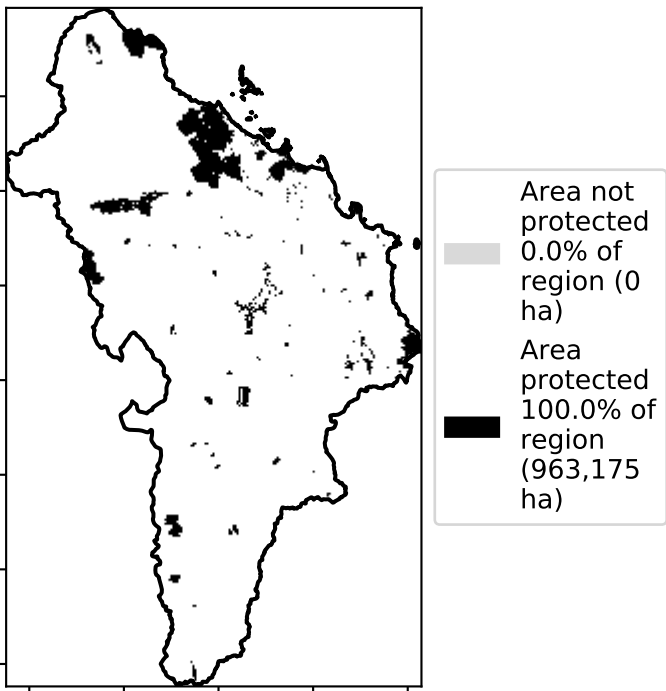 Area not
protected
0.0% of
region (0
ha)
Area
protected
100.0% of
region
(963,175
ha)